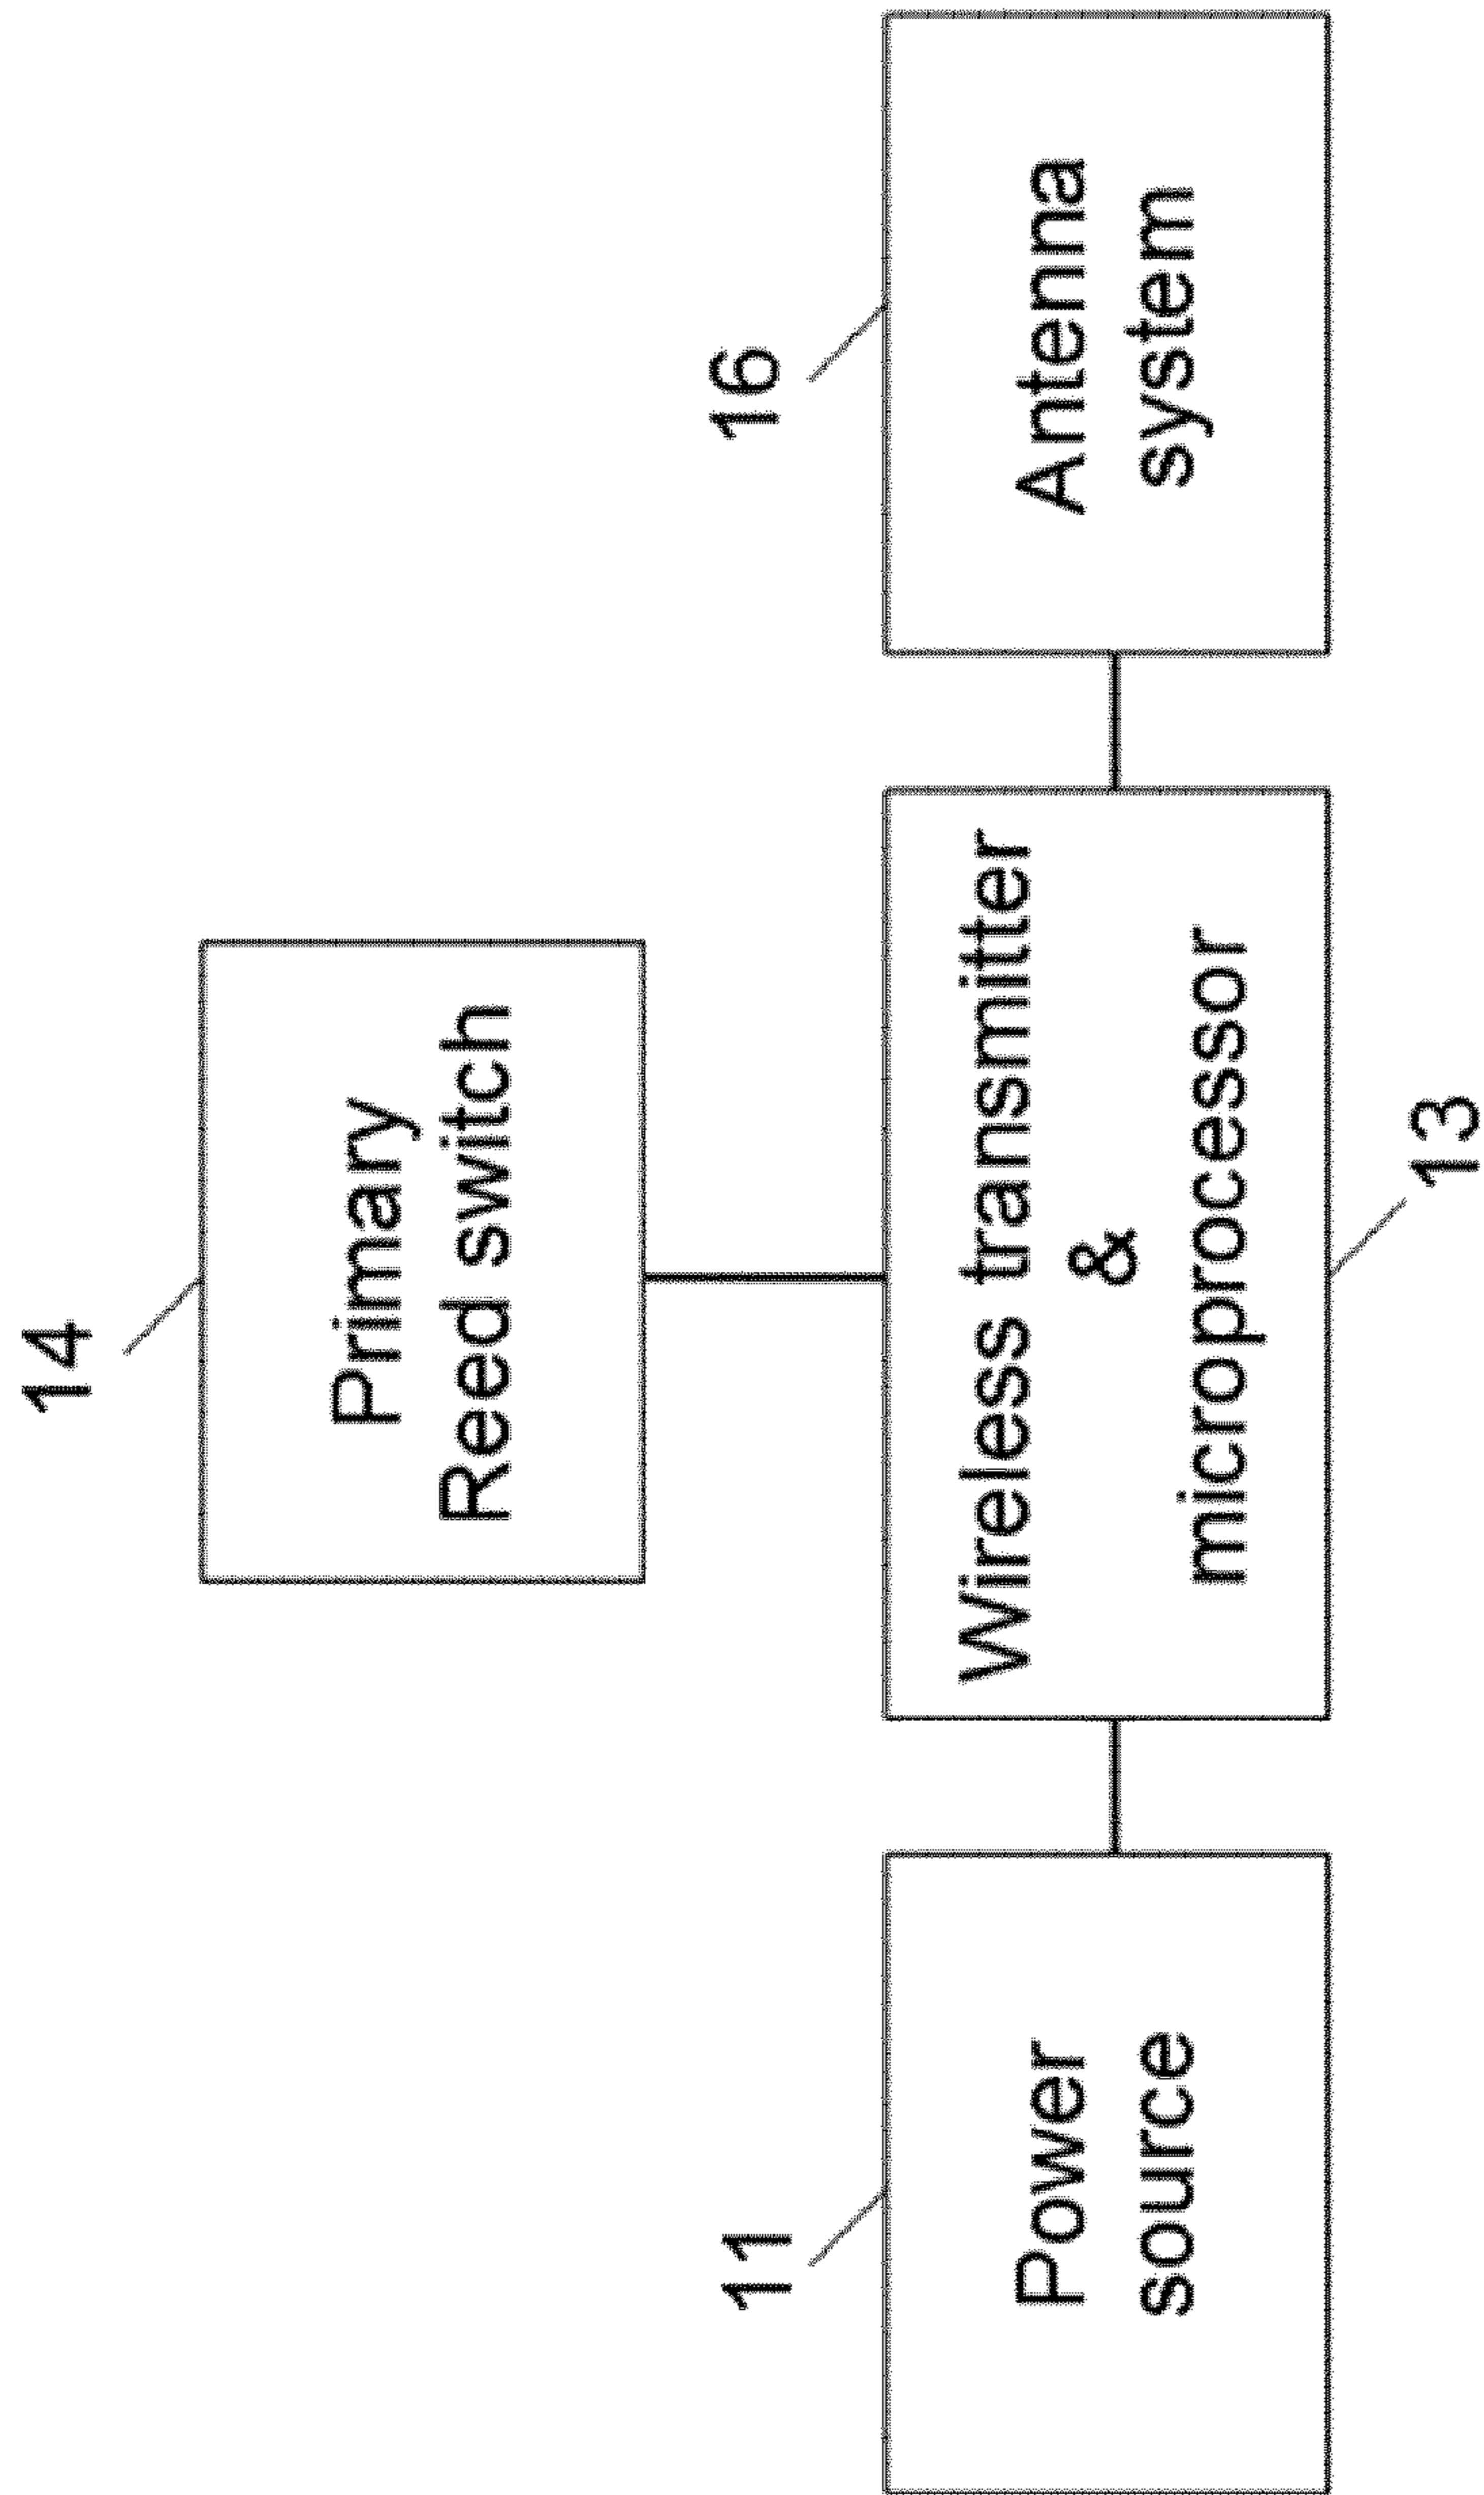 14
Primary
Reed switch
11
Power
source
Wireless transmitter
&
microprocessor
13
16
Antenna
system